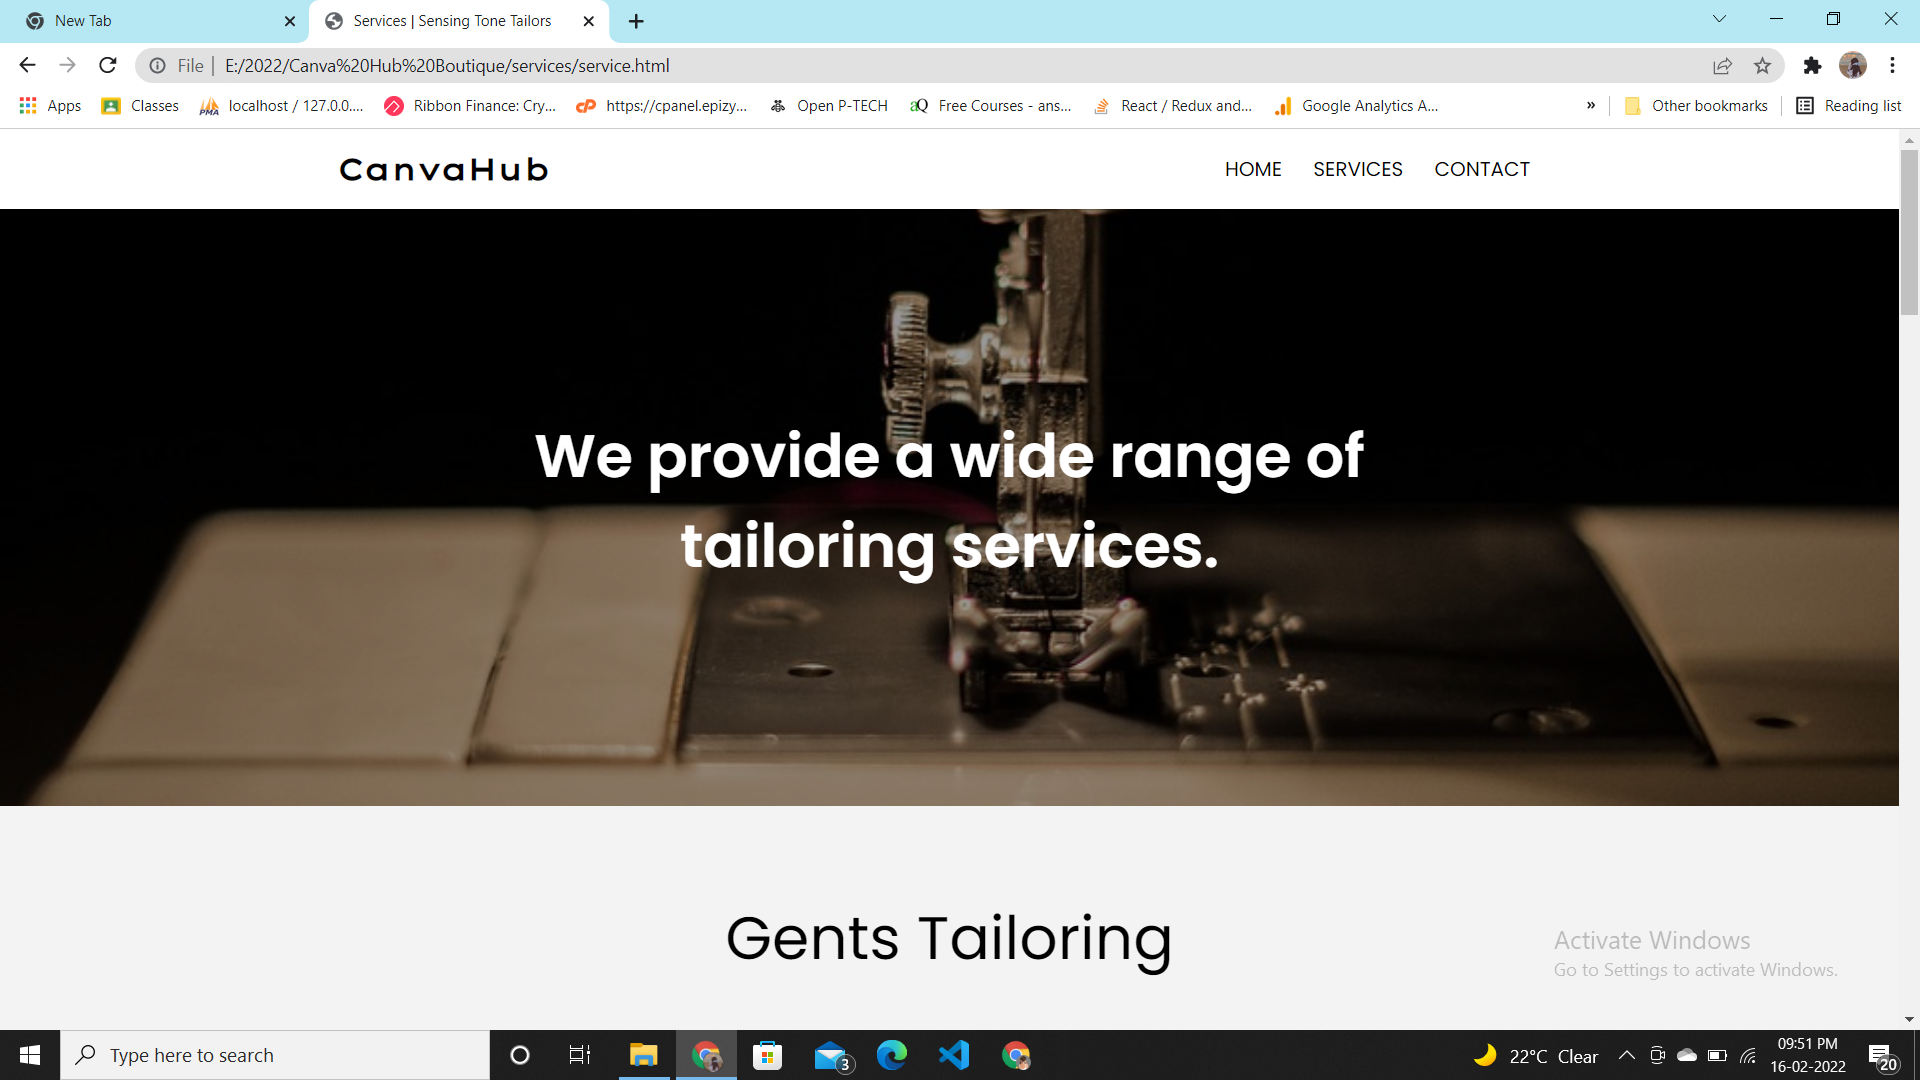 New Tab
Services | Sensing Tone Tailors
File
E:/2022/Canva%20Hub%20Boutique/services/service.html
Apps
Classes
localhost / 127.0.0....
Ribbon Finance: Cry...
https://cpanel.epizy...
Open P-TECH
Free Courses - ans...
React / Redux and...
Google Analytics A...
»
Other bookmarks
Reading list
CanvaHub
HOME
SERVICES
CONTACT
We provide a wide range of
tailoring services.
Gents Tailoring
Activate Windows
Go to Settings to activate Windows.
Type here to search
3
22°C Clear
09:51 PM
16-02-2022
20